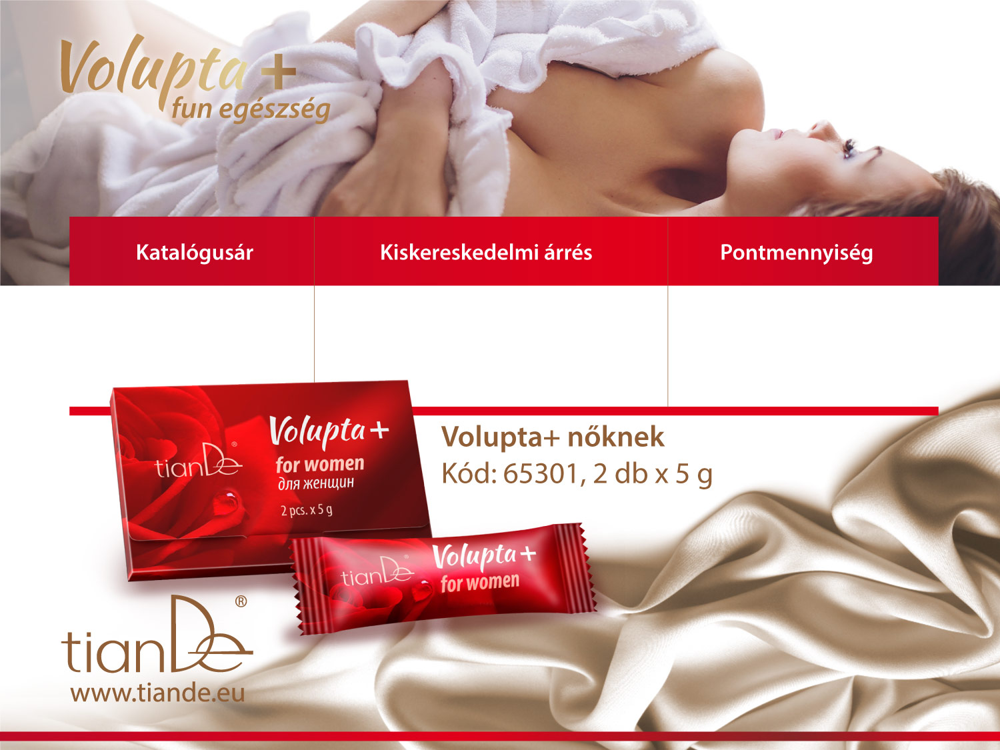 Volupta +
fun egészség
Katalógusár
Kiskereskedelmi árrés
Pontmennyiség
Volupta +
tianDe®
for women
для женщин
2 pcs. x 5 g
Volupta+ nőknek
Kód: 65301, 2 db x 5 g
Volupta +
tianDe®
for women
tianDe®
www.tiande.eu